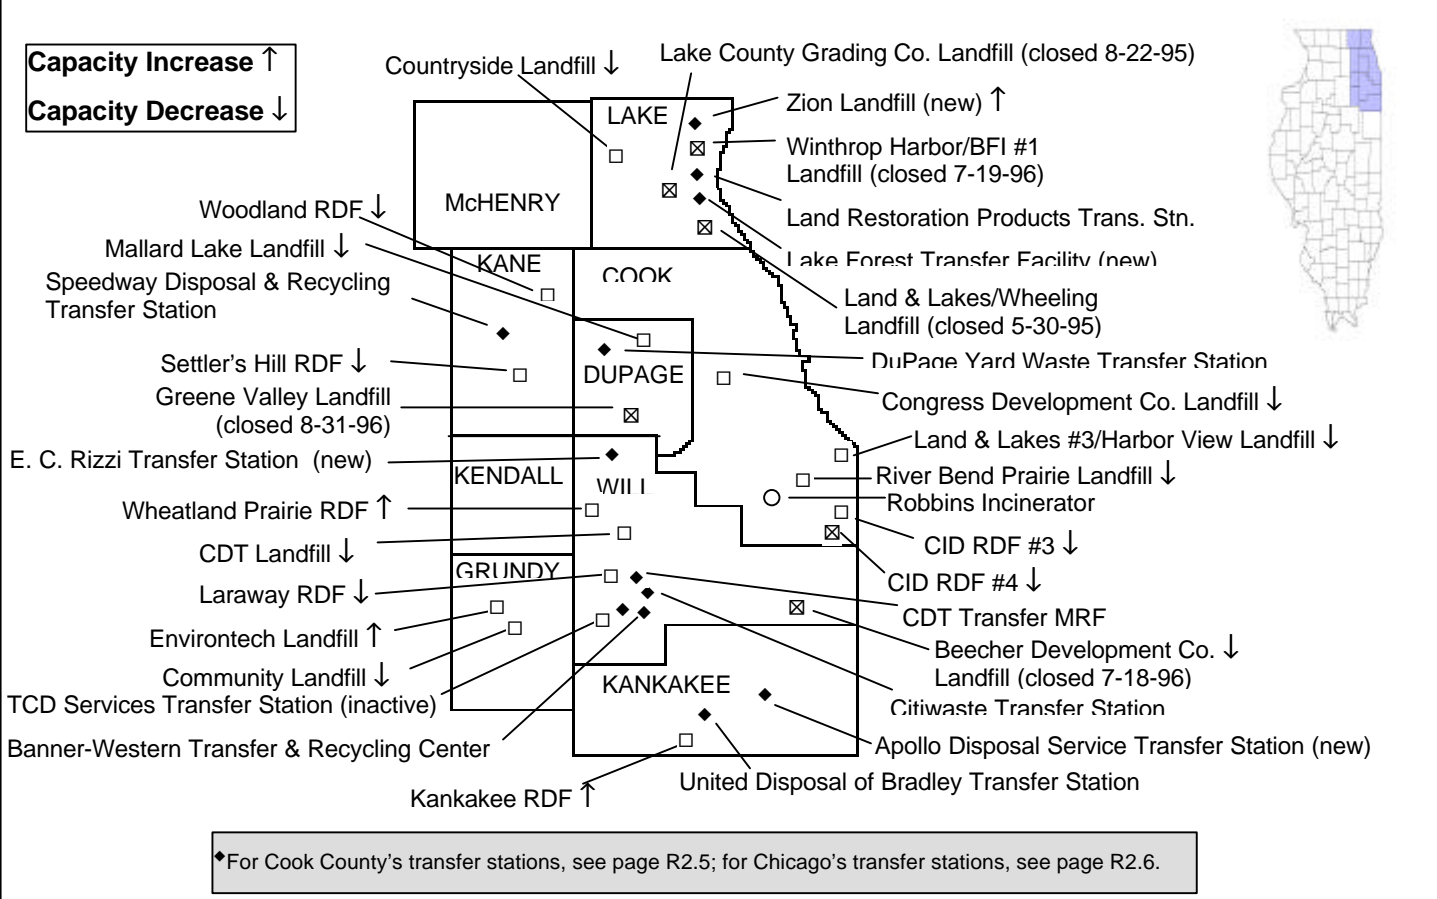 Capacity Increase ↑
Capacity Decrease ↓
Countryside Landfill ↓
Lake County Grading Co. Landfill (closed 8-22-95)
Zion Landfill (new) ↑
Winthrop Harbor/BFI #1
Landfill (closed 7-19-96)
Land Restoration Products Trans. Stn.
Lake Forest Transfer Facility (new)
Land & Lakes/Wheeling
Landfill (closed 5-30-95)
DuPage Yard Waste Transfer Station
Congress Development Co. Landfill ↓
Land & Lakes #3/Harbor View Landfill ↓
River Bend Prairie Landfill ↓
Robbins Incinerator
CID RDF #3 ↓
CID RDF #4 ↓
CDT Transfer MRF
Beecher Development Co. ↓
Landfill (closed 7-18-96)
Citiwaste Transfer Station
Apollo Disposal Service Transfer Station (new)
United Disposal of Bradley Transfer Station
Kankakee RDF ↑
Woodland RDF ↓
Mallard Lake Landfill ↓
Speedway Disposal & Recycling
Transfer Station
Settler's Hill RDF ↓
Greene Valley Landfill
(closed 8-31-96)
E. C. Rizzi Transfer Station (new)
Wheatland Prairie RDF ↑
CDT Landfill ↓
Laraway RDF ↓
Environtech Landfill ↑
Community Landfill ↓
TCD Services Transfer Station (inactive)
Banner-Western Transfer & Recycling Center
LAKE
McHENRY
KANE
COOK
DUPAGE
KENDALL
WILL
GRUNDY
KANKAKEE
For Cook County's transfer stations, see page R2.5; for Chicago's transfer stations, see page R2.6.